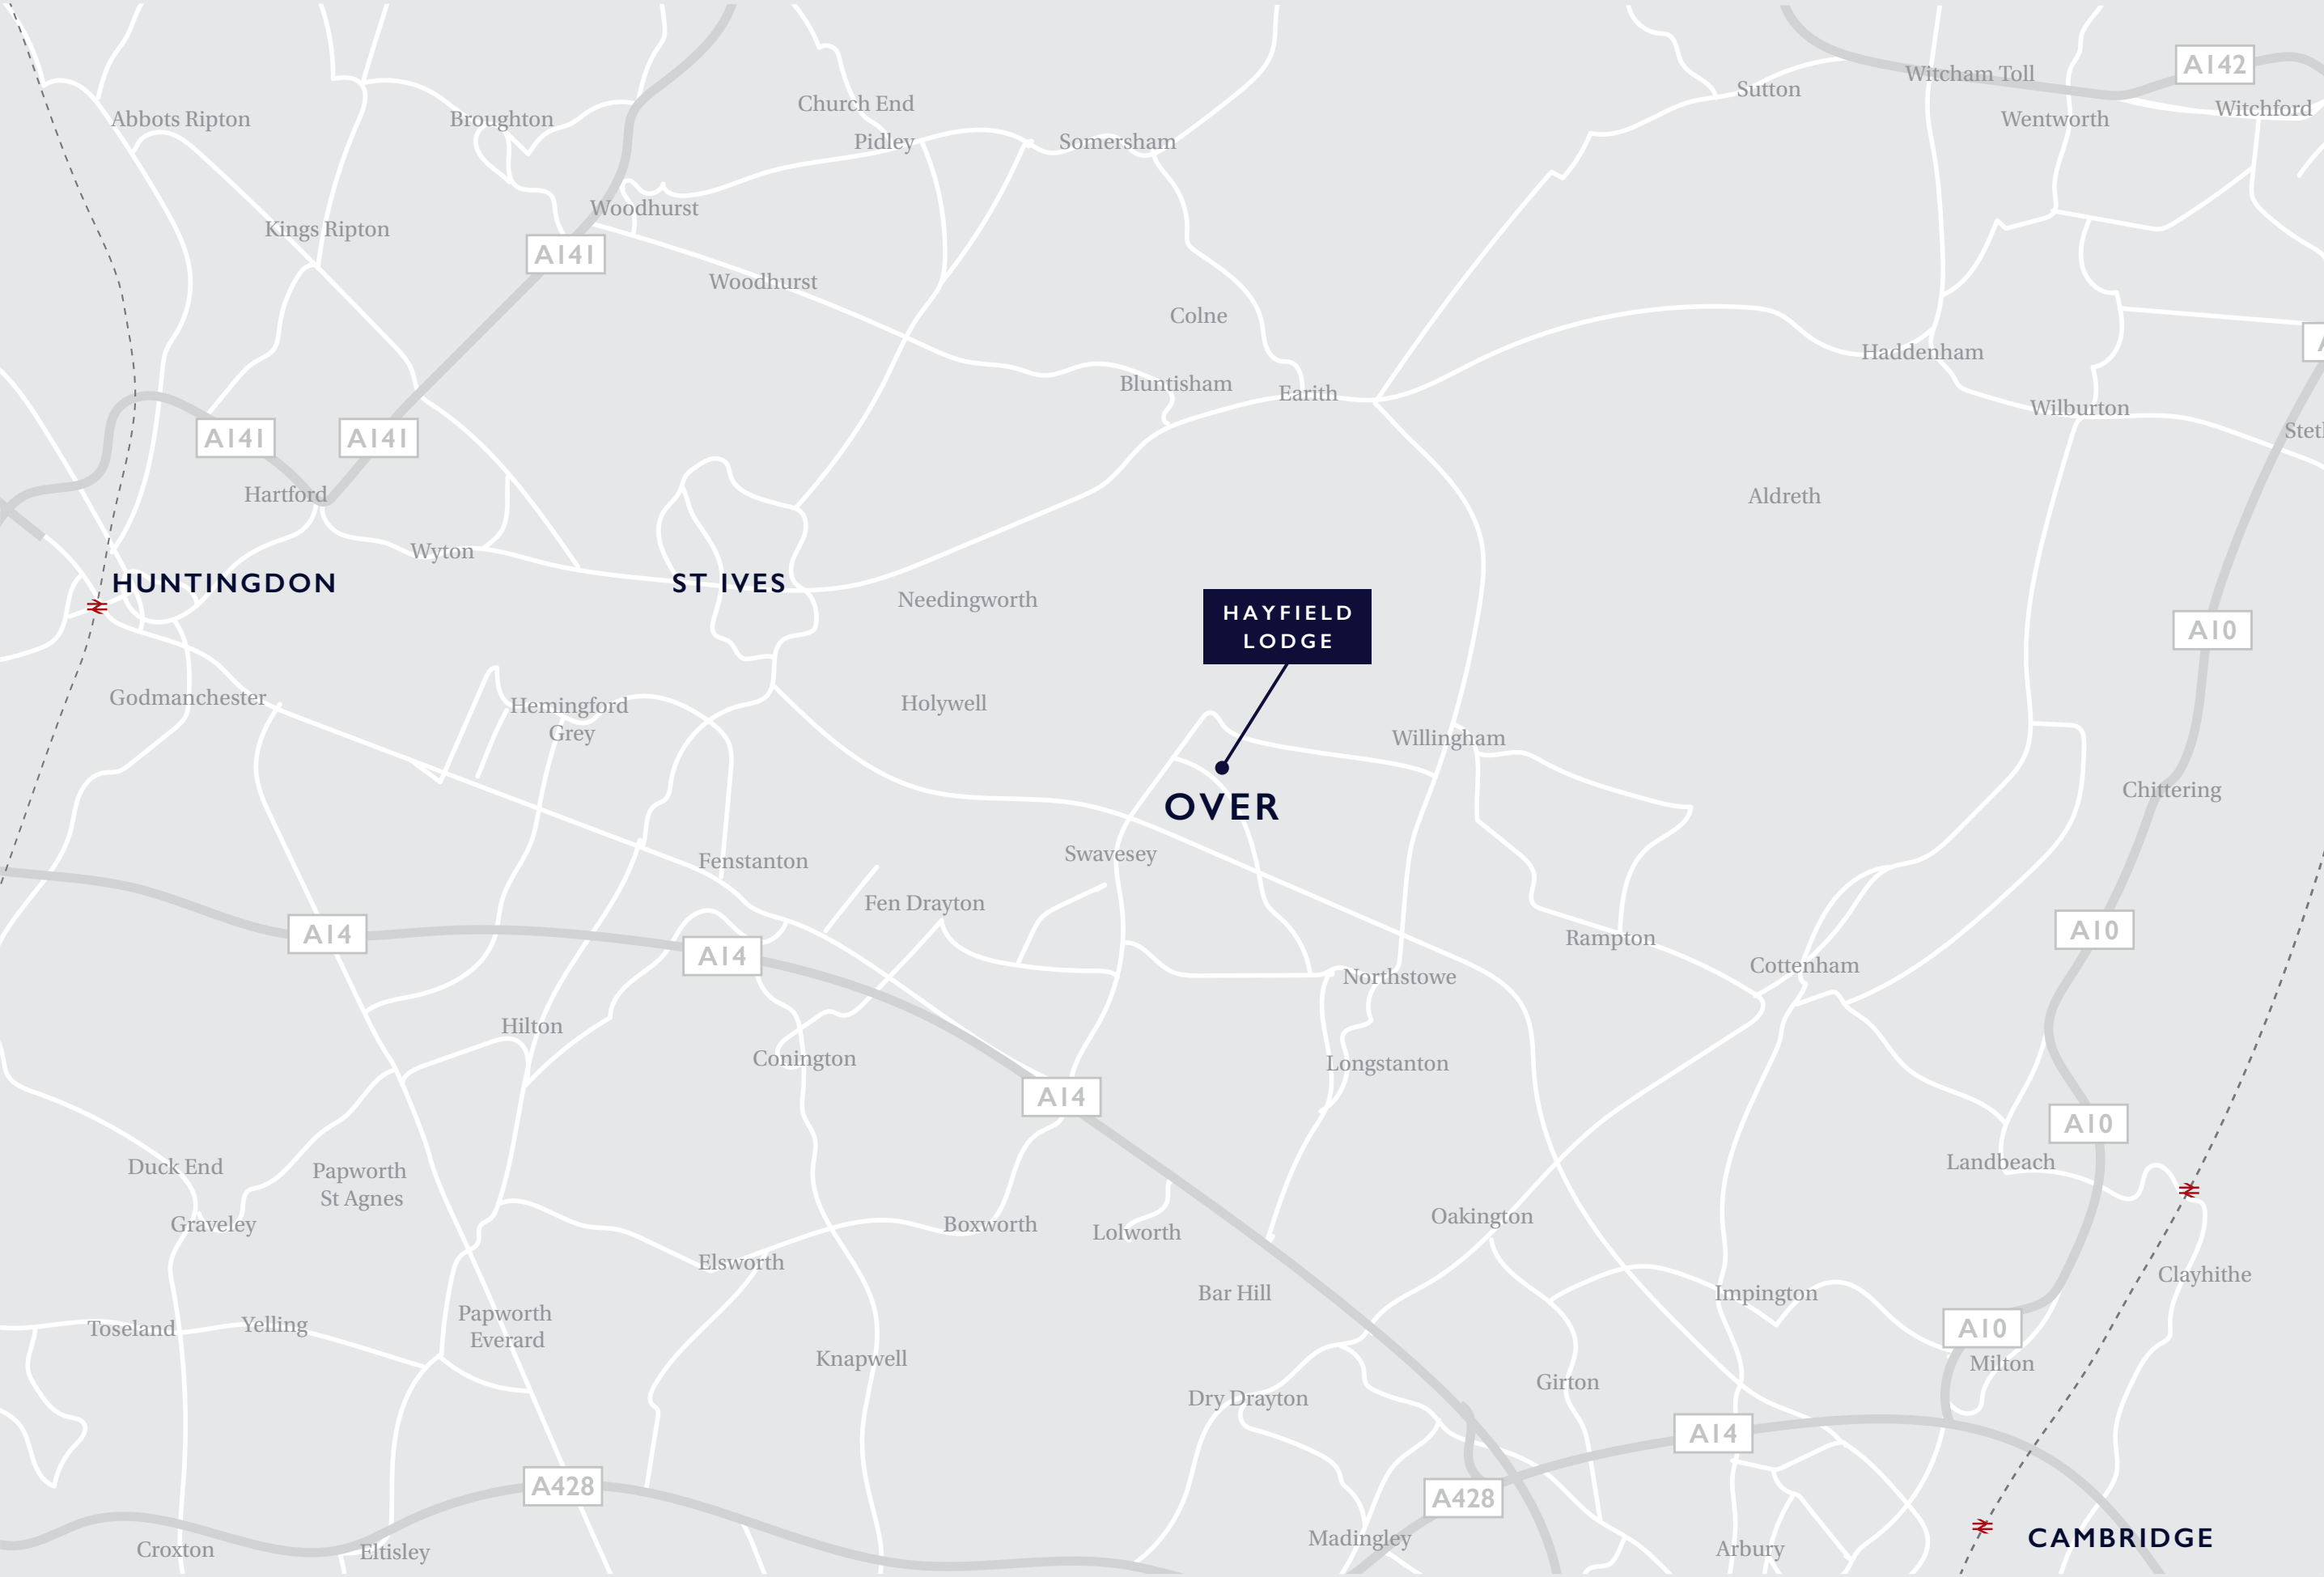 A142
Witcham Toll
Sutton
Church End
Witchford
Abbots Ripton
Broughton
Wentworth
Pidley
Somersham
Woodhurst
Kings Ripton
A141
Woodhurst
Colne
Haddenham
Bluntisham
Earith
Wilburton
A141
A141
Hartford
Aldreth
Wyton
HUNTINGDON
ST IVES
Needingworth
HAYFIELD
LODGE
A10
Godmanchester
Hemingford
Grey
Holywell
Willingham
Chittering
OVER
Swavesey
Fenstanton
Fen Drayton
A14
A14
A10
Rampton
Cottenham
Northstowe
Hilton
Conington
Longstanton
A14
A10
Duck End
Papworth
St Agnes
Landbeach
Graveley
Boxworth
Lolworth
Oakington
Elsworth
Clayhithe
Bar Hill
Impington
Toseland
Yelling
Papworth
Everard
A10
Knapwell
Milton
Dry Drayton
Girton
A14
A428
A428
Madingley
CAMBRIDGE
Croxton
Eltisley
Arbury